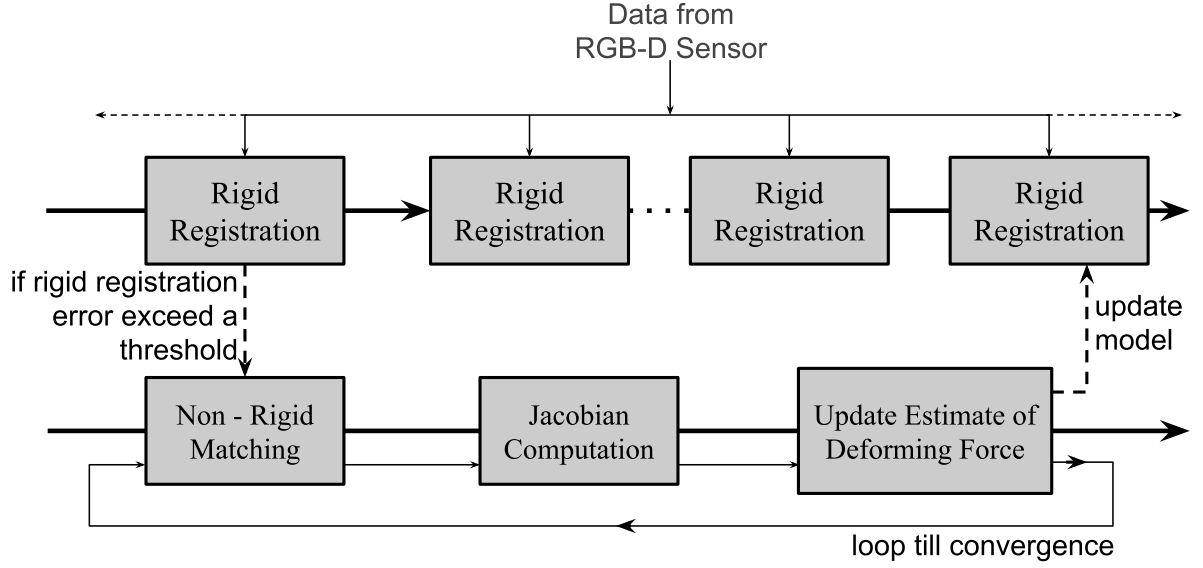 Data from
RGB-D Sensor
Rigid
Registration
Rigid
Registration
Rigid
Registration
Rigid
Registration
if rigid registration
error exceed a
threshold
update
model
Non - Rigid
Matching
Jacobian
Computation
Update Estimate of
Deforming Force
loop till convergence